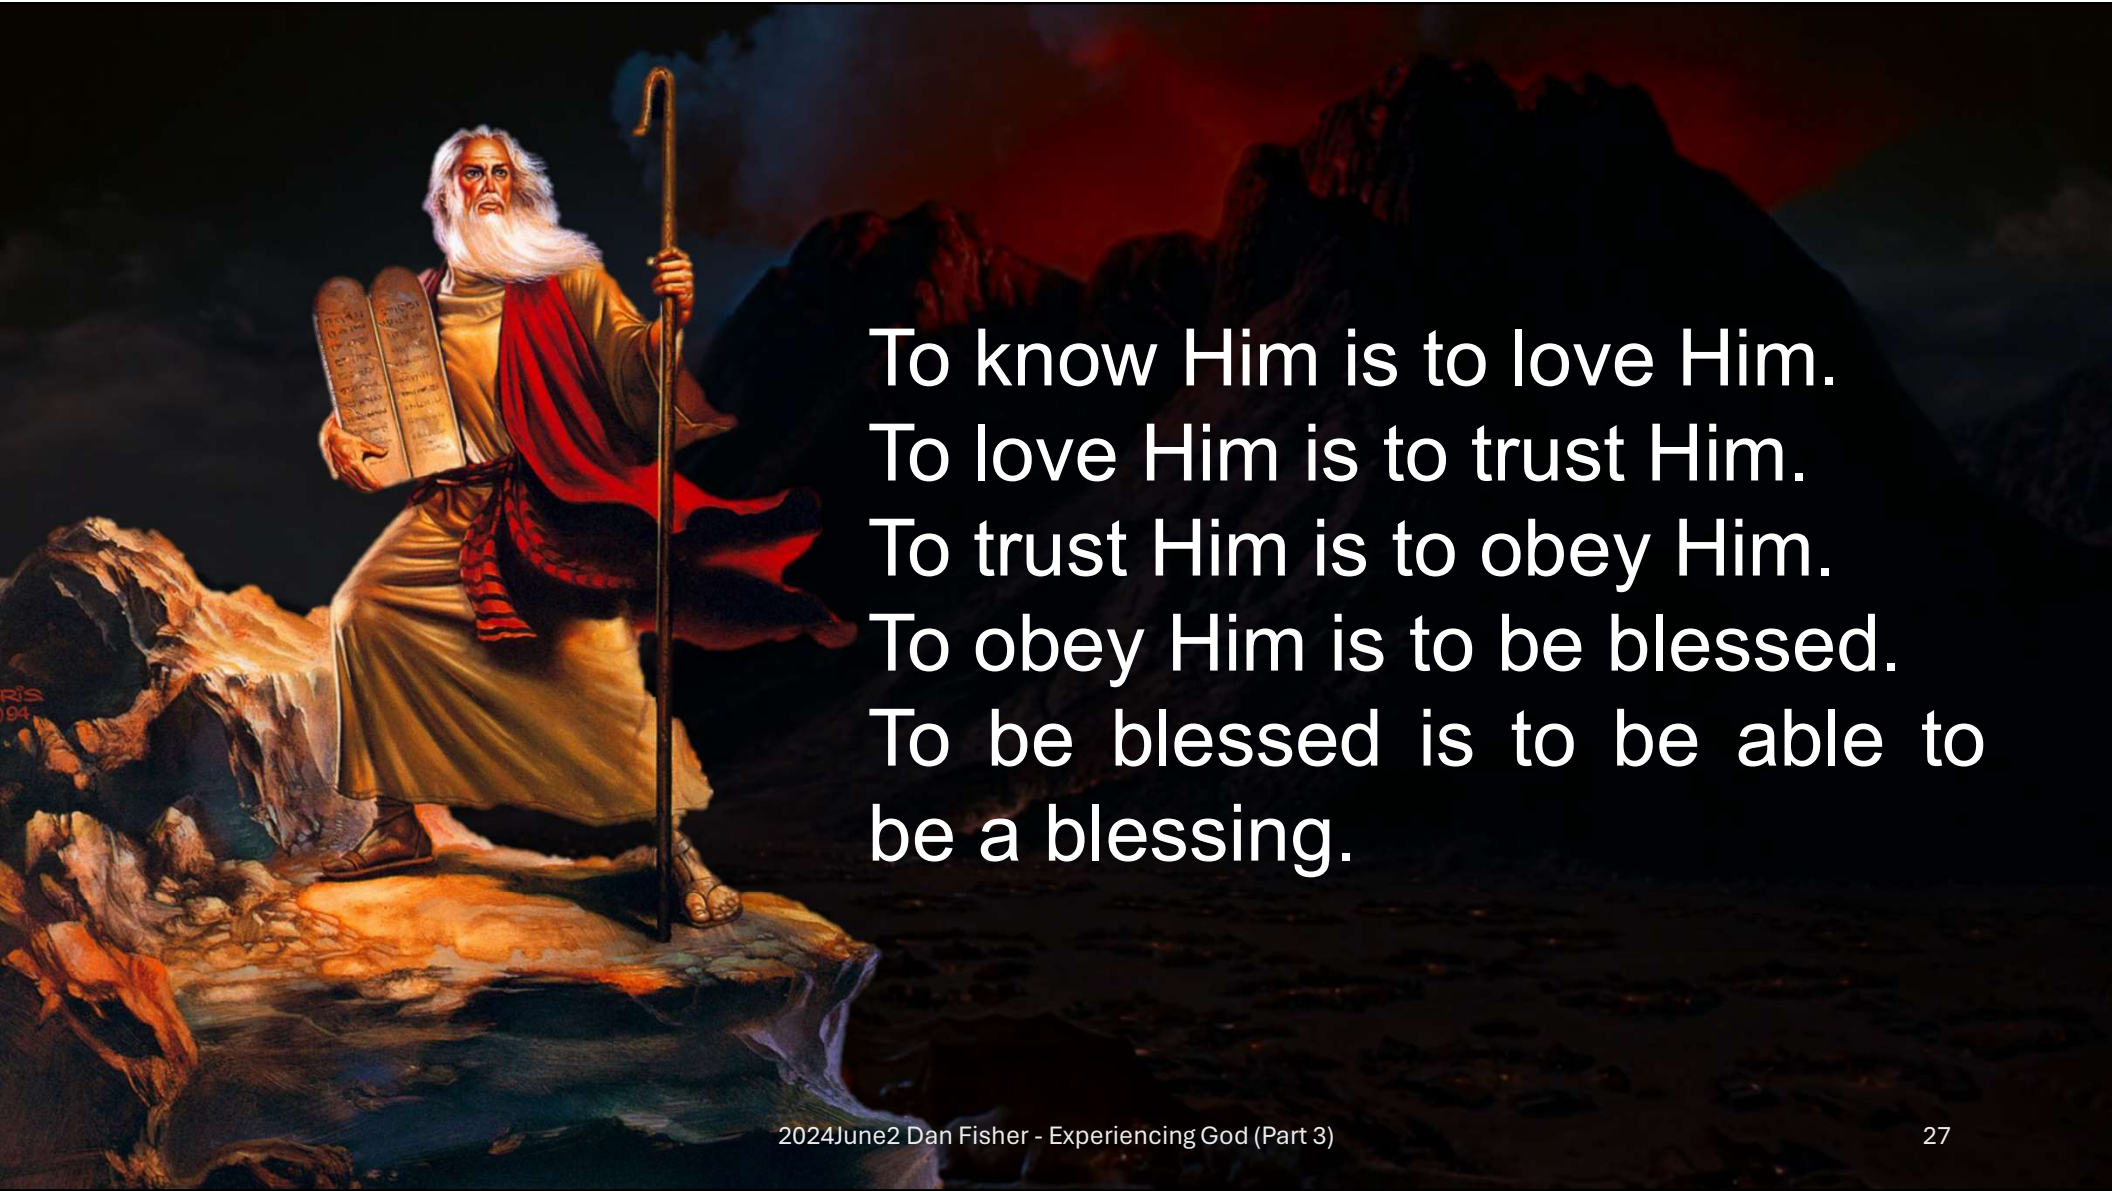 To know Him is to love Him.
To love Him is to trust Him.
To trust Him is to obey Him.
To obey Him is to be blessed.
To be blessed is to be able to
be a blessing.
RiS
94
2024June2 Dan Fisher - Experiencing God (Part 3)
27